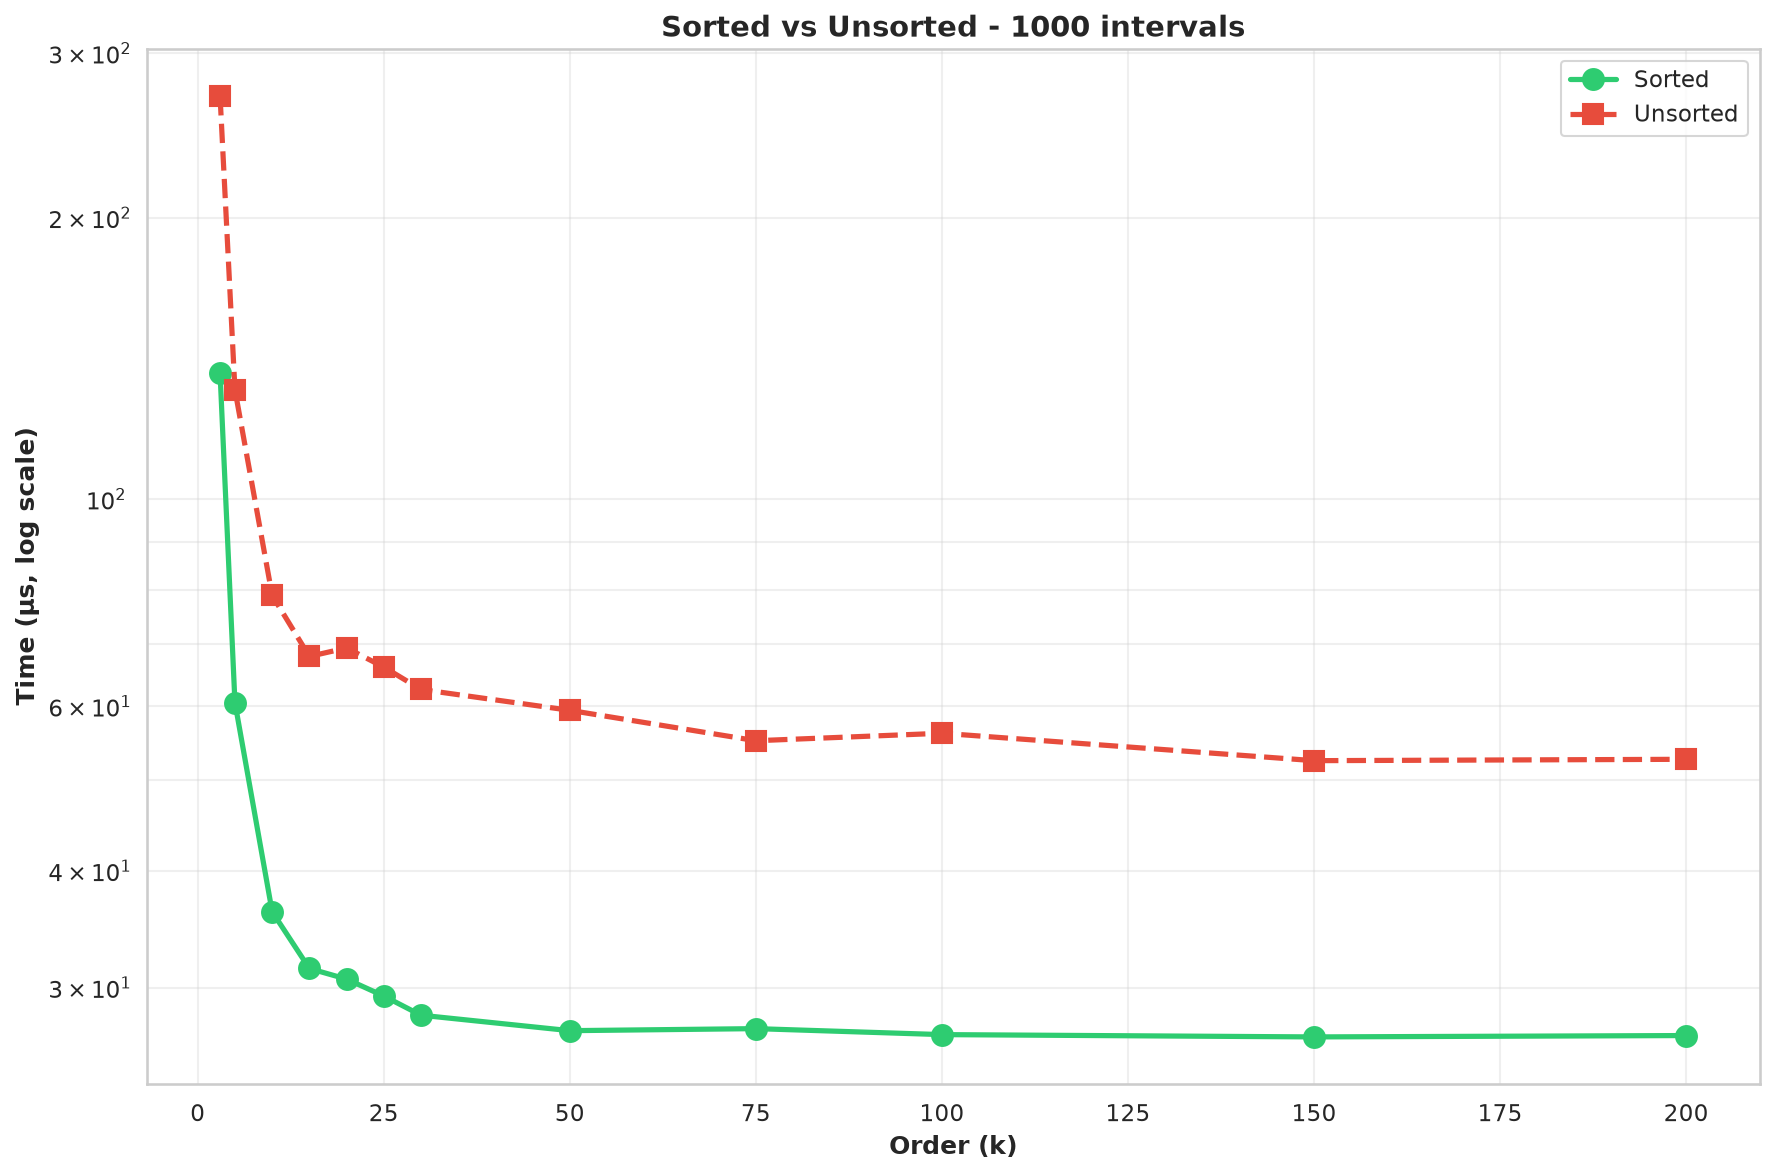 Sorted vs Unsorted - 1000 intervals
Sorted
Unsorted
Time (µs, log scale)
3 × 10²
2 × 10²
10²
6 × 10¹
4 × 10¹
3 × 10¹
0 25 50 75 100 125 150 175 200
Order (k)